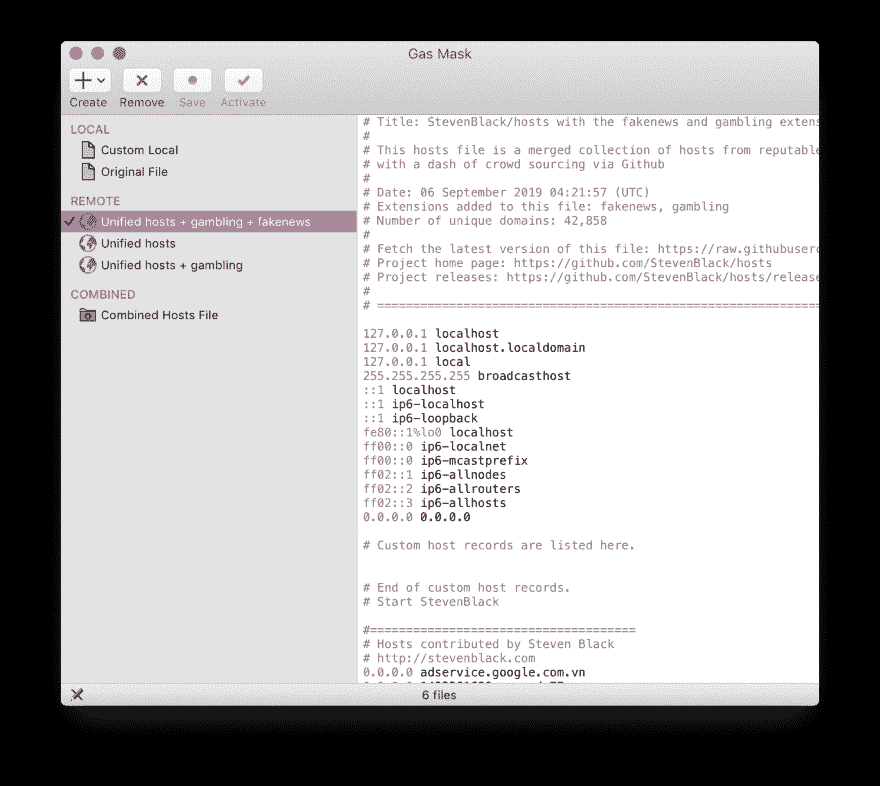 Gas Mask
Create Remove Save Activate
LOCAL
Custom Local
Original File
REMOTE
Unified hosts + gambling + fakenews
Unified hosts
Unified hosts + gambling
COMBINED
Combined Hosts File
# Title: StevenBlack/hosts with the fakenews and gambling
#
# This hosts file is a merged collection of hosts from reputable
# with a dash of crowd sourcing via Github
#
# Date: 06 September 2019 04:21:57 (UTC)
# Extensions added to this file: fakenews, gambling
# Number of unique domains: 42,858
#
# Fetch the latest version of this file: https://raw.githubuserc
# Project home page: https://github.com/StevenBlack/hosts
# Project releases: https://github.com/StevenBlack/hosts/release
#
# ==============================================================
127.0.0.1 localhost
127.0.0.1 localhost.localdomain
127.0.0.1 local
255.255.255.255 broadcasthost
::1 localhost
::1 ip6-localhost
::1 ip6-loopback
fe80::1%lo0 localhost
ff00::0 ip6-localnet
ff00::0 ip6-mcastprefix
ff02::1 ip6-allnodes
ff02::2 ip6-allrouters
ff02::3 ip6-allhosts
0.0.0.0 0.0.0.0
# Custom host records are listed here.
# End of custom host records.
# Start StevenBlack
#=====================================
# Hosts contributed by Steven Black
# http://stevenblack.com
0.0.0.0 adservice.google.com.vn
6 files